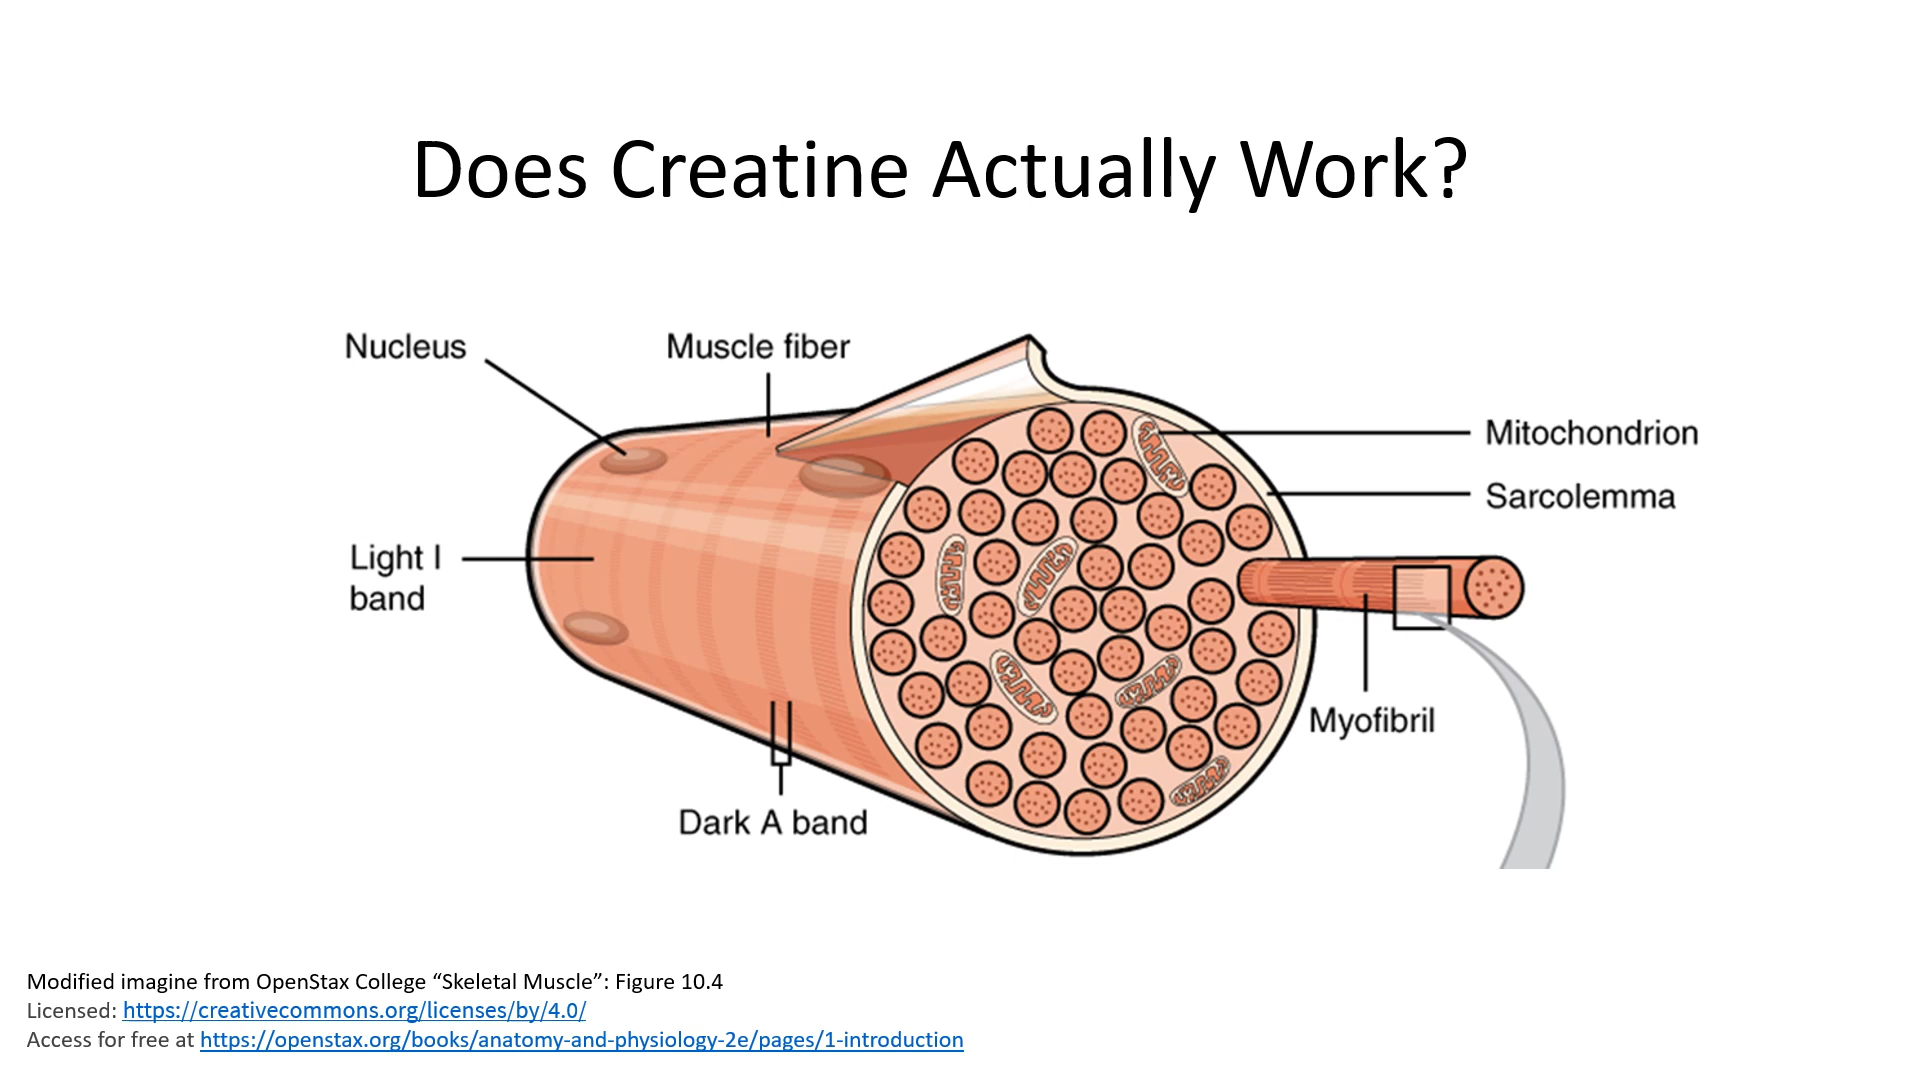 Does Creatine Actually Work?
Nucleus
Muscle fiber
Mitochondrion
Sarcolemma
Light I
band
Myofibril
Dark A band
Modified imagine from OpenStax College “Skeletal Muscle”: Figure 10.4
Licensed: https://creativecommons.org/licenses/by/4.0/
Access for free at https://openstax.org/books/anatomy-and-physiology-2e/pages/1-introduction